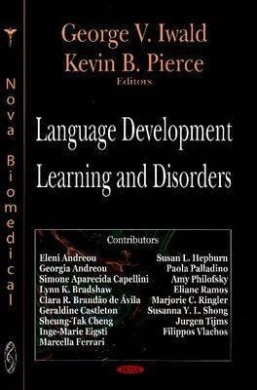 George V. Iwald
Kevin B. Pierce
Editors
Nova Biomedical
Language Development
Learning and Disorders
Contributors
Eleni Andreou
Georgia Andreou
Simone Aparecida Capellini
Lynn K. Bradshaw
Clara R. Brandão de Ávila
Geraldine Castleton
Sheung-Tak Cheng
Inge-Marie Eigsti
Marcella Ferrari
Susan L. Hepburn
Paola Palladino
Amy Philofsky
Eliane Ramos
Marjorie C. Ringler
Susanna Y. L. Shong
Jurgen Tijms
Filippos Vlachos
NOVA